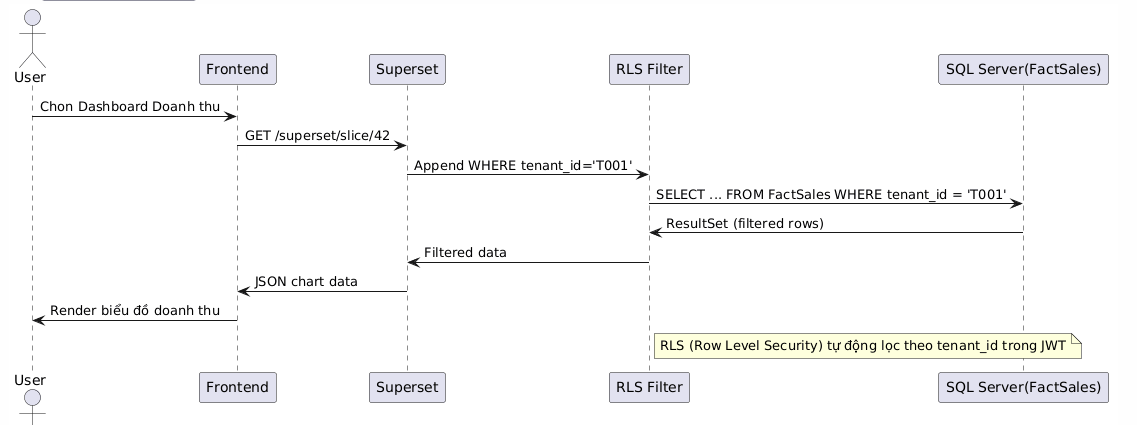 User
Frontend
Superset
RLS Filter
SQL Server(FactSales)
Chon Dashboard Doanh thu
GET /superset/slice/42
Append WHERE tenant_id='T001'
SELECT ... FROM FactSales WHERE tenant_id = 'T001'
ResultSet (filtered rows)
Filtered data
JSON chart data
Render biểu đồ doanh thu
RLS (Row Level Security) tự động lọc theo tenant_id trong JWT
User
Frontend
Superset
RLS Filter
SQL Server(FactSales)